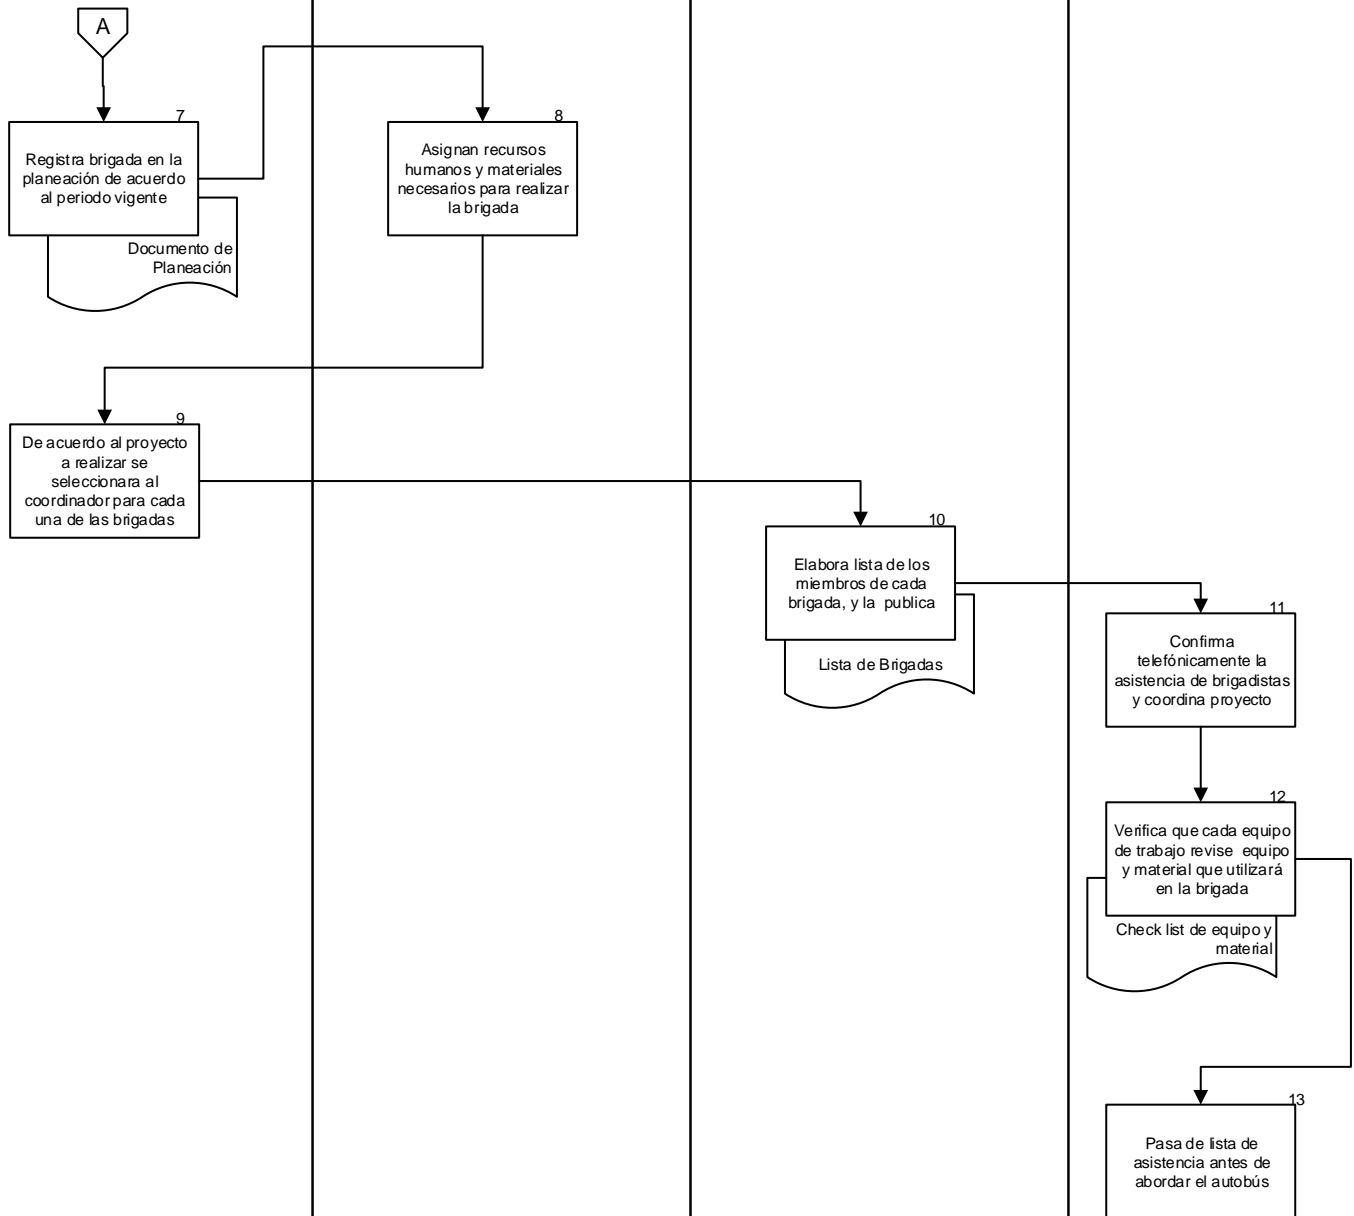 A
7
Registra brigada en la
planeación de acuerdo
al periodo vigente
Documento de
Planeación
8
Asignan recursos
humanos y materiales
necesarios para realizar
la brigada
9
De acuerdo al proyecto
a realizar se
seleccionara al
coordinador para cada
una de las brigadas
10
Elabora lista de los
miembros de cada
brigada, y la publica
Lista de Brigadas
11
Confirma
telefónicamente la
asistencia de brigadistas
y coordina proyecto
12
Verifica que cada equipo
de trabajo revise equipo
y material que utilizará
en la brigada
Check list de equipo y
material
13
Pasa de lista de
asistencia antes de
abordar el autobús